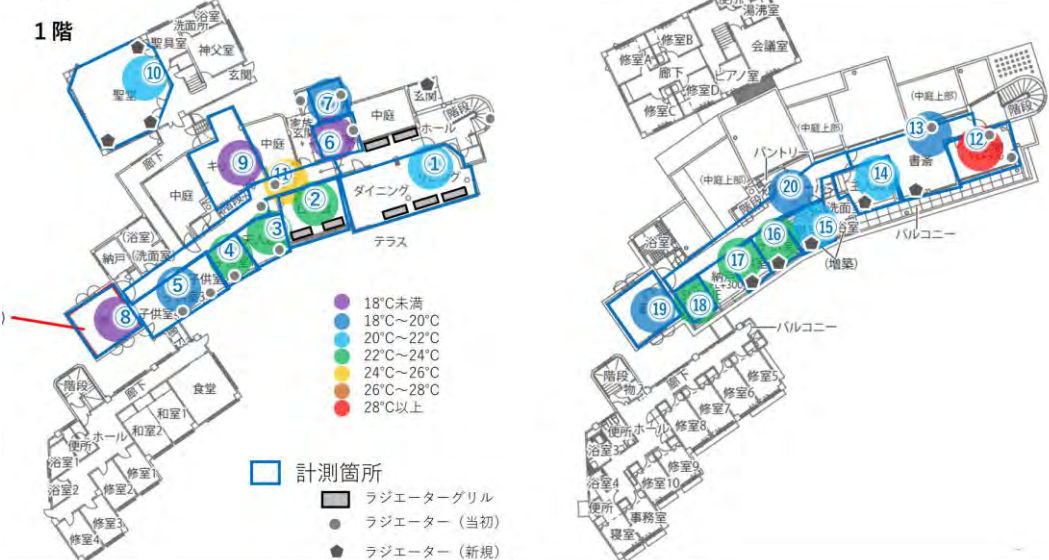 1階
浴室
洗面所
聖具室
神父室
玄関
⑩
聖堂
廊下
⑦
玄関
中庭
玄関
階段
ホール
⑥
中庭
⑨
⑪
①
②
ダイニング
中庭
③
テラス
④
(浴室)
(洗面室)
納戸
⑤
子供室
⑧
階段
廊下
食堂
和室1
和室2
ホール
便所
浴室1
浴室2
修室1
修室2
修室3
修室4
18°C未満
18°C～20°C
20°C～22°C
22°C～24°C
24°C～26°C
26°C～28°C
28°C以上
計測箇所
ラジエーターグリル
ラジエーター（当初）
ラジエーター（新規）
湯沸室
修室B
会議室
修室A
廊下
ピアノ室
修室D
修室C
(中庭上部)
階段
⑬
⑫
(中庭上部)
書斎
パントリー
(中庭上部)
⑭
⑳
洗面
⑮
浴室
バルコニー
浴室
⑯
(増築)
⑰
⑱
⑲
バルコニー
階段
物入
廊下
修室5
修室6
修室7
修室8
便所
ホール
浴室3
修室9
浴室4
修室10
便所
事務室
寝室